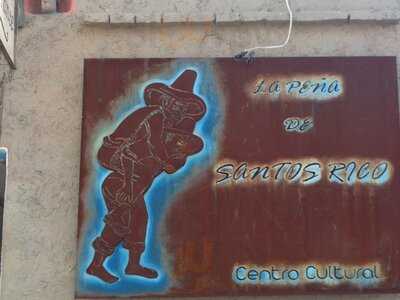 LA PEÑA
DE
SANTOS RICO
Centro Cultural